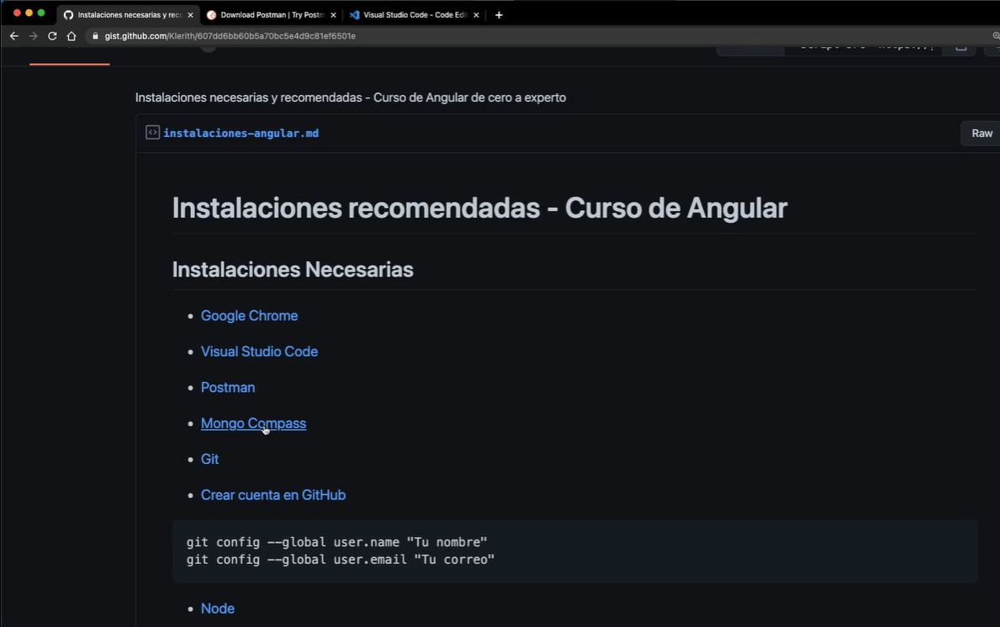 Instalaciones necesarias y rec
Download Postman | Try Postm
Visual Studio Code - Code Edit
gist.github.com/Klerith/607dd6bb60b5a70bc5e4d9c81ef6501e
Instalaciones necesarias y recomendadas - Curso de Angular de cero a experto
instalaciones-angular.md
Raw
Instalaciones recomendadas - Curso de Angular
Instalaciones Necesarias
Google Chrome
Visual Studio Code
Postman
Mongo Compass
Git
Crear cuenta en GitHub
git config --global user.name "Tu nombre"
git config --global user.email "Tu correo"
Node